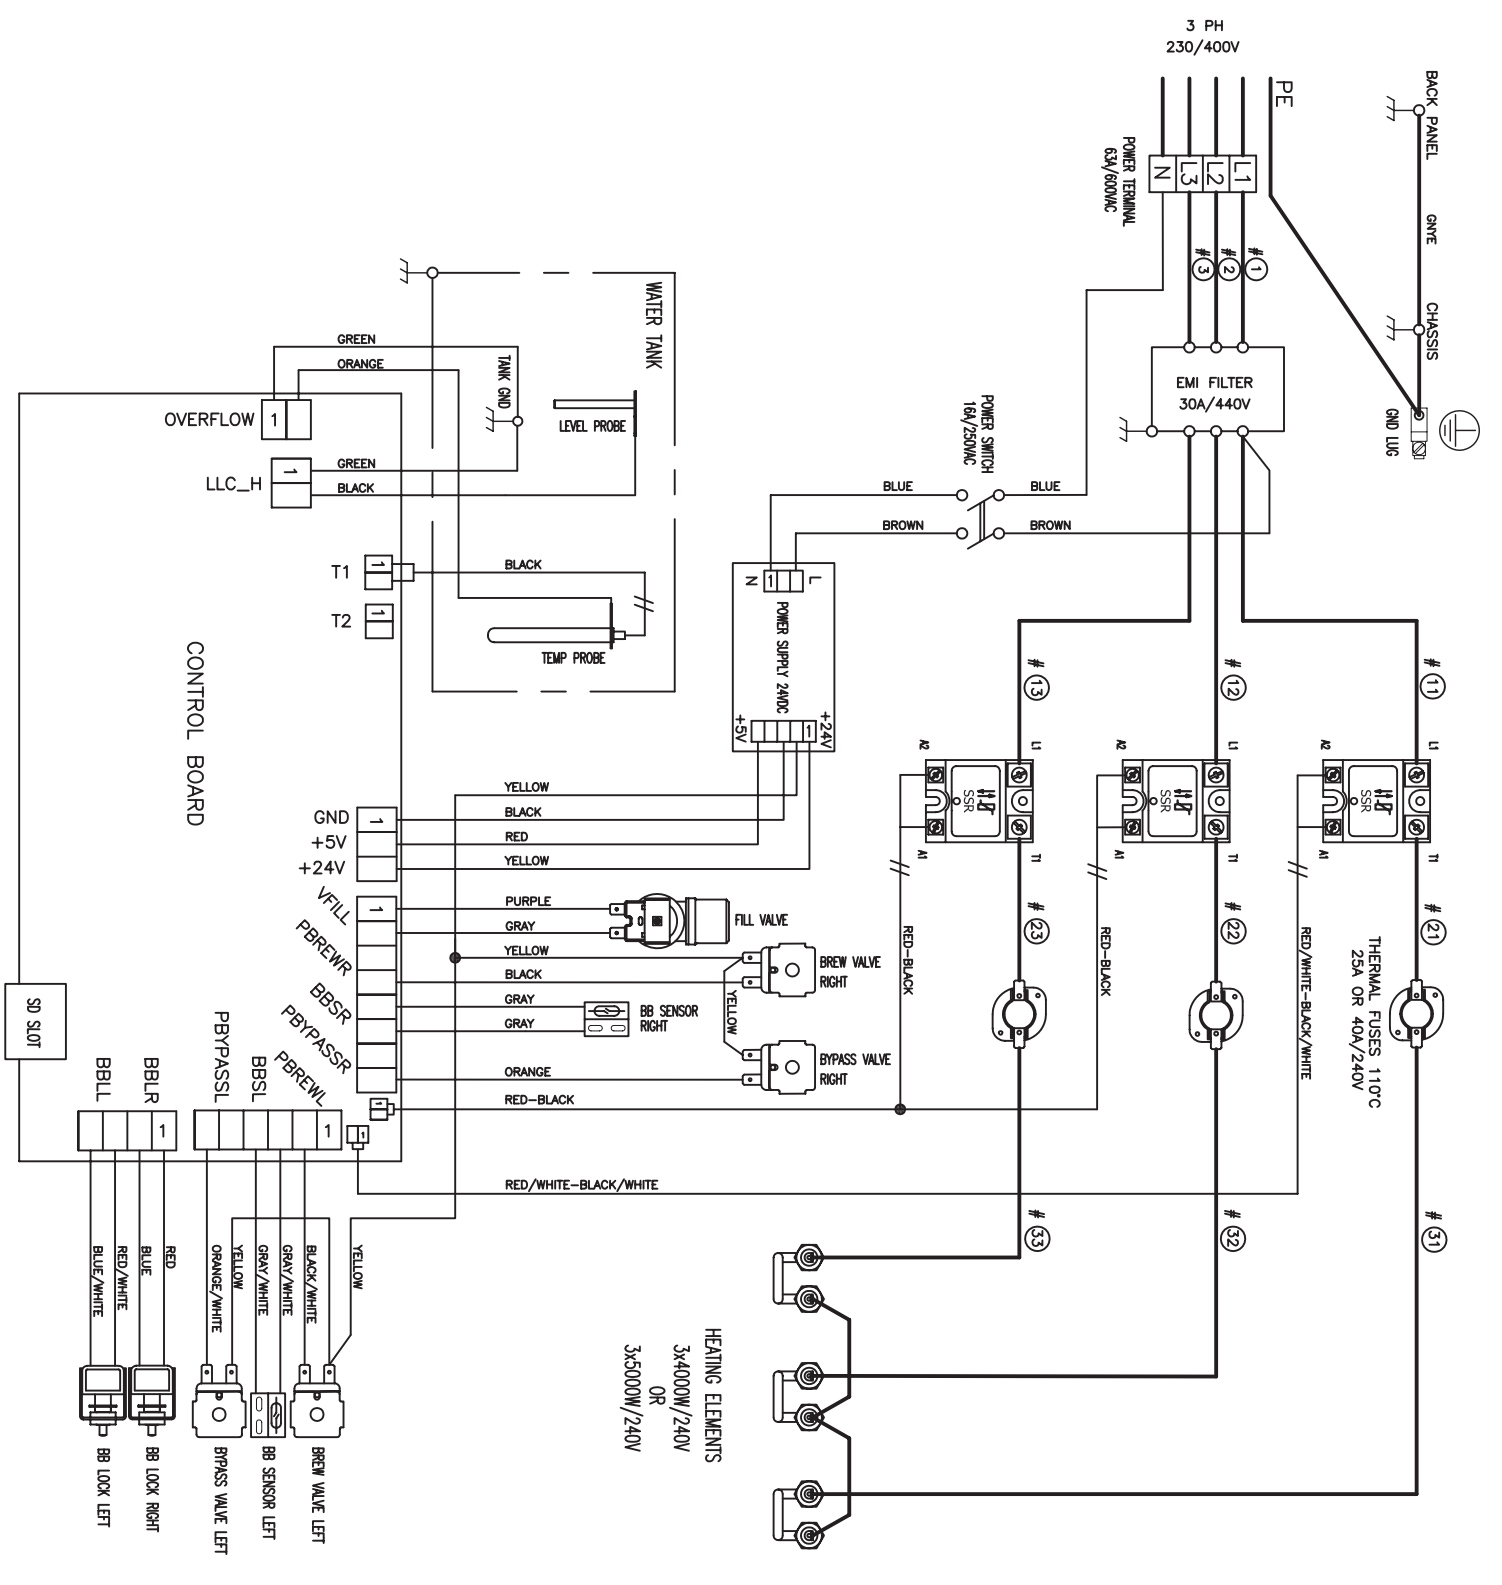 3 PH
230/400V
PE
BACK PANEL
GNYE
CHASSIS
GND LUG
POWER TERMINAL
63A/600VAC
N
L3
L2
L1
# 3
# 2
# 1
EMI FILTER
30A/440V
WATER TANK
GREEN
ORANGE
TANK GND
LEVEL PROBE
OVERFLOW
1
GREEN
BLACK
LLC_H
1
POWER SWITCH
16A/250VAC
BLUE
BLUE
BROWN
BROWN
T1
1
BLACK
T2
1
TEMP PROBE
N
1
L
POWER SUPPLY 24VDC
+5V
1
+24V
CONTROL BOARD
# 13
# 12
# 11
A2
L1
A2
L1
A2
L1
SSR
SSR
SSR
A1
T1
A1
T1
A1
T1
YELLOW
BLACK
RED
YELLOW
GND
1
+5V
+24V
VFILL
1
PBREWR
BBSR
PBYPASSR
PURPLE
GRAY
FILL VALVE
YELLOW
BLACK
BREW VALVE
RIGHT
GRAY
GRAY
BB SENSOR
RIGHT
YELLOW
ORANGE
BYPASS VALVE
RIGHT
RED-BLACK
RED-BLACK
RED-BLACK
RED/WHITE-BLACK/WHITE
# 23
# 22
# 21
THERMAL FUSES 110°C
25A OR 40A/240V
SD SLOT
BBLL
BBLR
1
PBYPASSL
BBSL
PBREWL
1
1
1
RED/WHITE-BLACK/WHITE
# 33
# 32
# 31
BLUE/WHITE
RED/WHITE
BLUE
RED
ORANGE/WHITE
YELLOW
GRAY/WHITE
GRAY/WHITE
BLACK/WHITE
YELLOW
HEATING ELEMENTS
3x4000W/240V
OR
3x5000W/240V
BB LOCK LEFT
BB LOCK RIGHT
BYPASS VALVE LEFT
BB SENSOR LEFT
BREW VALVE LEFT